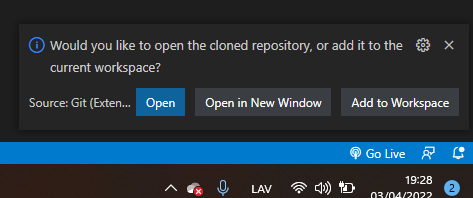 Would you like to open the cloned repository, or add it to the
current workspace?
Source: Git (Exten... Open Open in New Window Add to Workspace
Go Live
LAV 19:28 2
03/04/2022